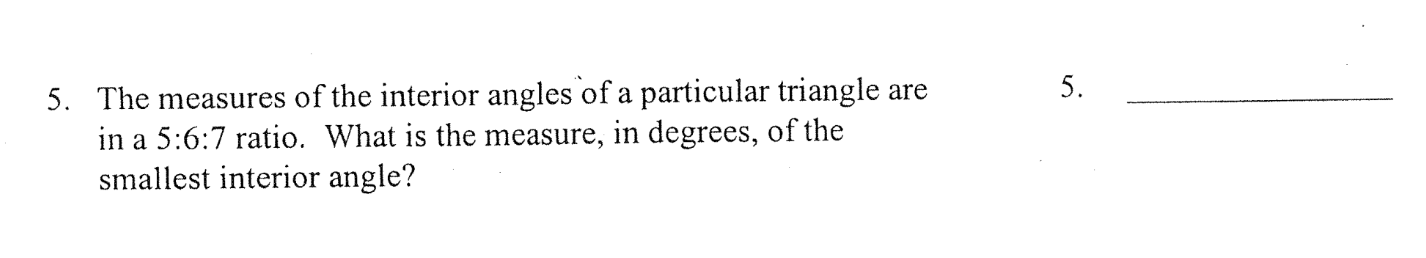 5. The measures of the interior angles of a particular triangle are
in a 5:6:7 ratio. What is the measure, in degrees, of the
smallest interior angle?
5.